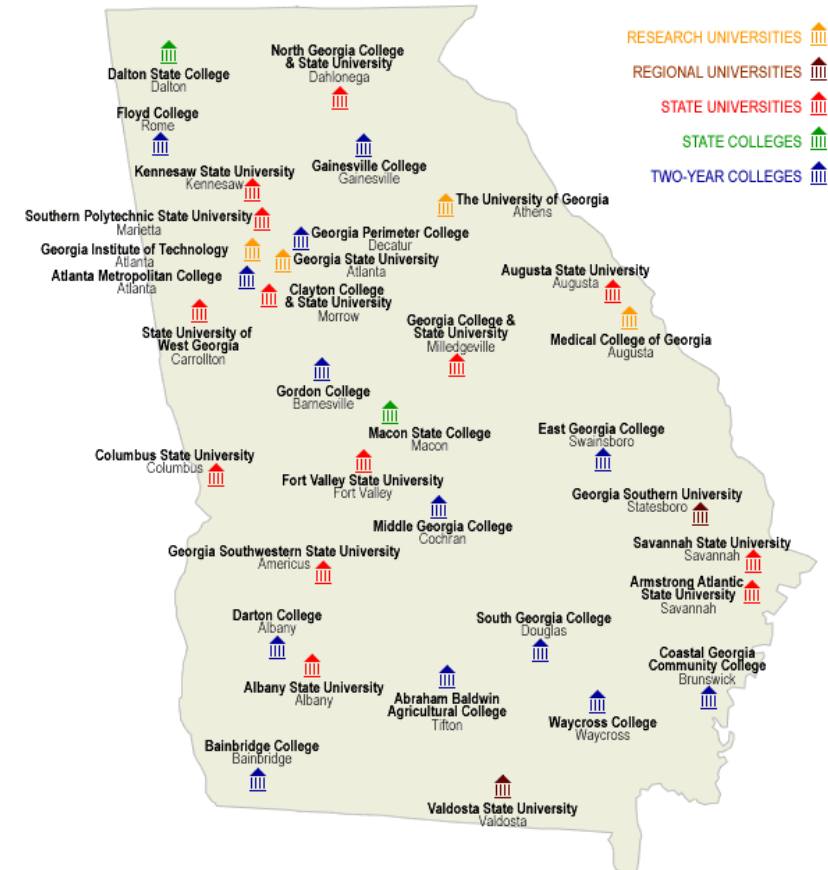 RESEARCH UNIVERSITIES
REGIONAL UNIVERSITIES
STATE UNIVERSITIES
STATE COLLEGES
TWO-YEAR COLLEGES
Dalton State College
Dalton
North Georgia College
& State University
Dahlonega
Floyd College
Rome
Gainesville College
Gainesville
Kennesaw State University
Kennesaw
The University of Georgia
Athens
Southern Polytechnic State University
Marietta
Georgia Perimeter College
Decatur
Georgia Institute of Technology
Atlanta
Georgia State University
Atlanta
Atlanta Metropolitan College
Atlanta
Augusta State University
Augusta
Clayton College
& State University
Morrow
Medical College of Georgia
Augusta
State University of
West Georgia
Carrollton
Georgia College &
State University
Milledgeville
Gordon College
Barnesville
Macon State College
Macon
East Georgia College
Swainsboro
Columbus State University
Columbus
Fort Valley State University
Fort Valley
Georgia Southern University
Statesboro
Middle Georgia College
Cochran
Savannah State University
Savannah
Georgia Southwestern State University
Americus
Armstrong Atlantic
State University
Savannah
Darton College
Albany
South Georgia College
Douglas
Coastal Georgia
Community College
Brunswick
Albany State University
Albany
Abraham Baldwin
Agricultural College
Tifton
Waycross College
Waycross
Bainbridge College
Bainbridge
Valdosta State University
Valdosta